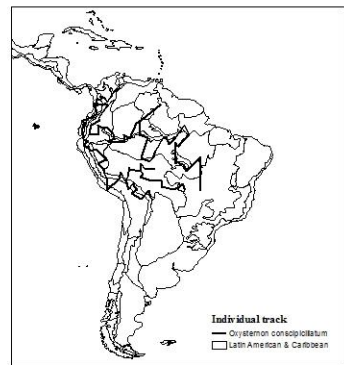 Individual track
Oxysternon conspicillatum
Latin American & Caribbean